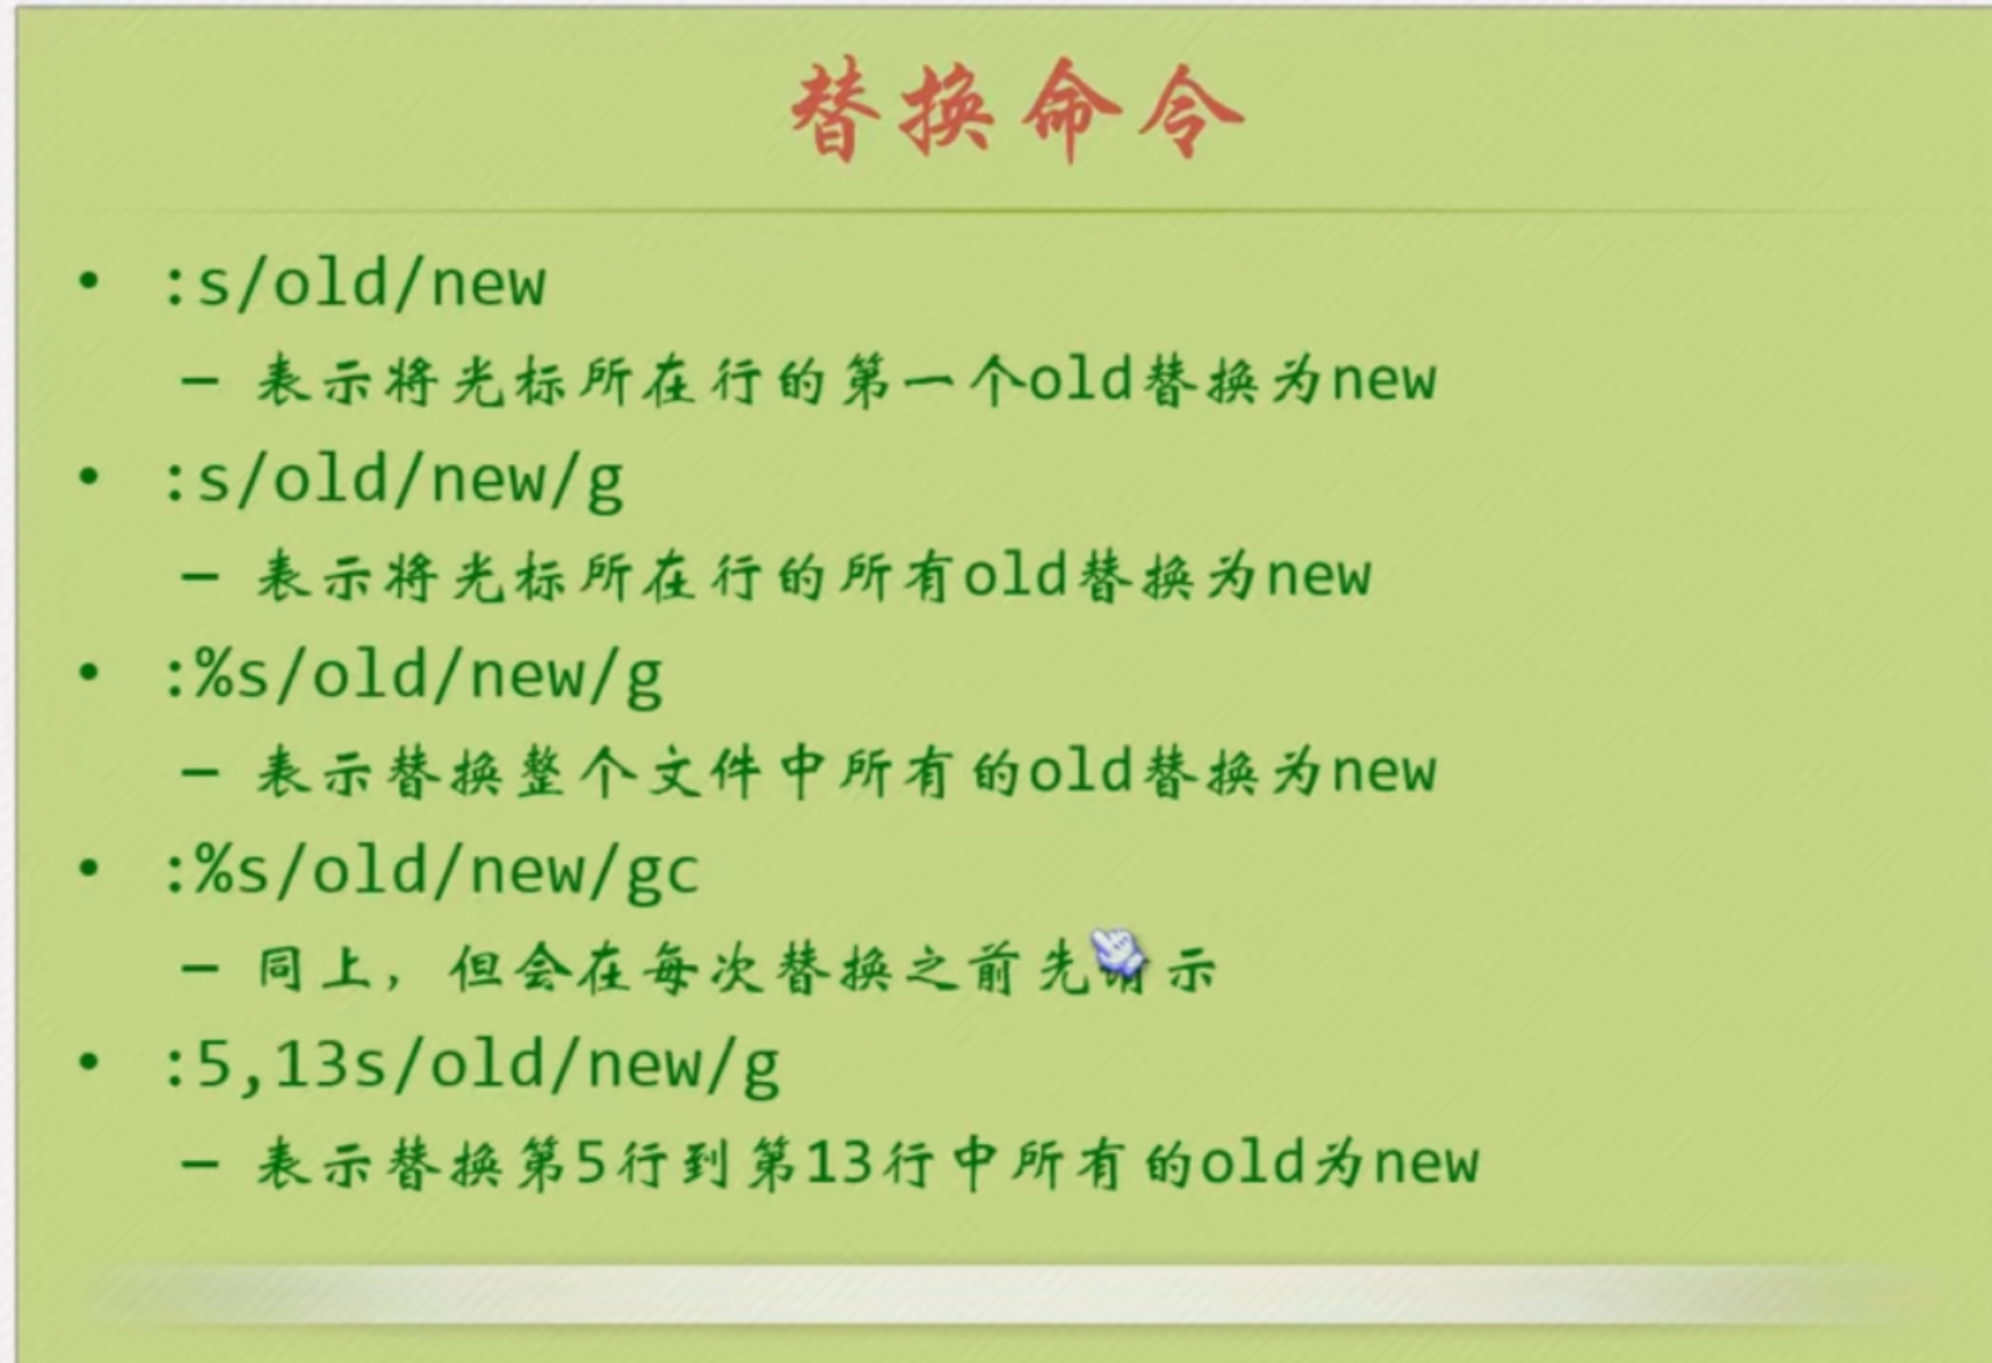 替换命令
• :s/old/new
– 表示将光标所在行的第一个old替换为new
• :s/old/new/g
– 表示将光标所在行的所有old替换为new
• :%s/old/new/g
– 表示替换整个文件中所有的old替换为new
• :%s/old/new/gc
– 同上，但会在每次替换之前先示
• :5,13s/old/new/g
– 表示替换第5行到第13行中所有的old为new